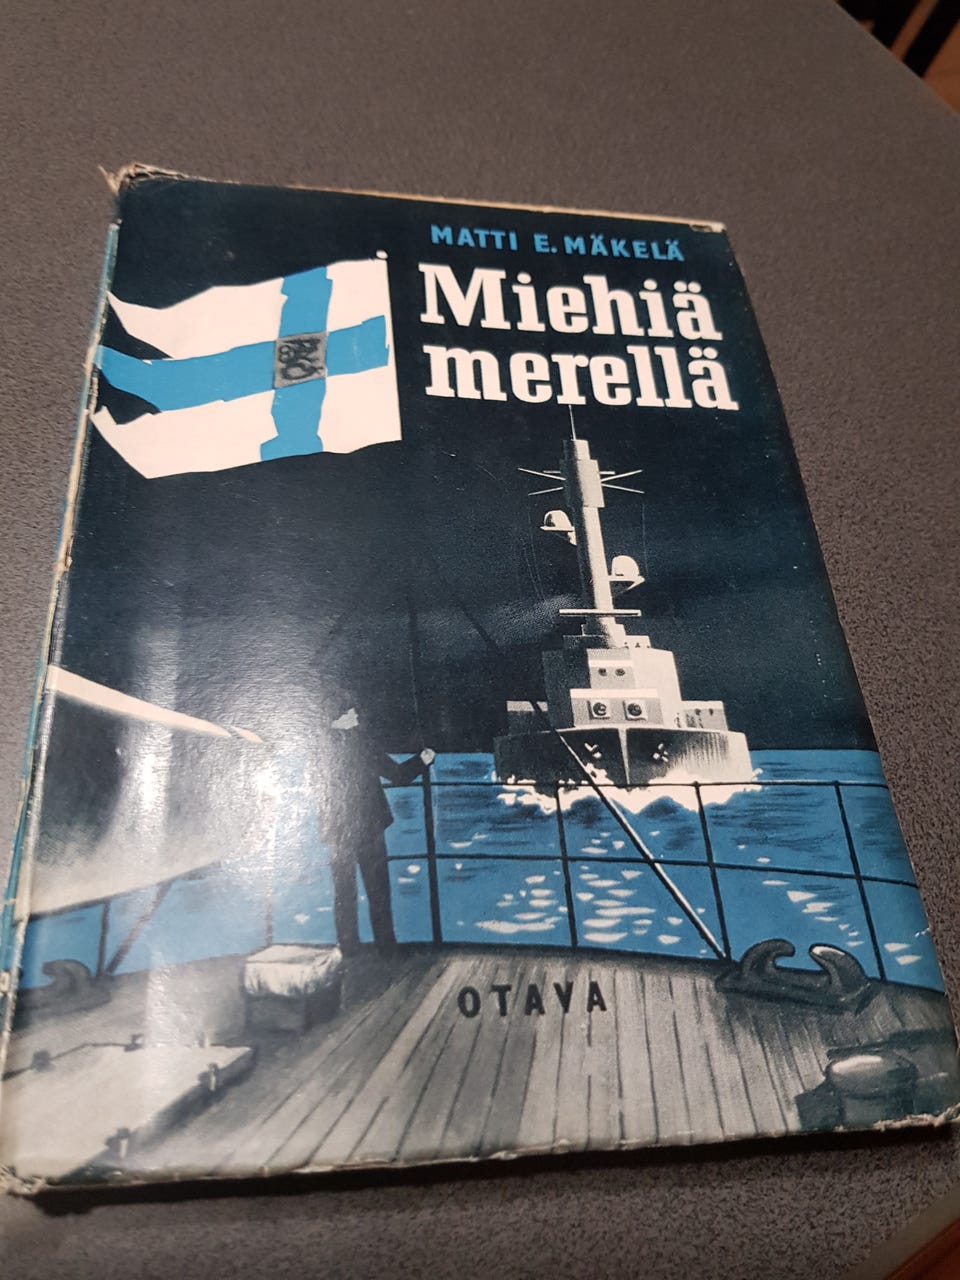 MATTI E. MÄKELÄ
Miehiä
merellä
OTAVA